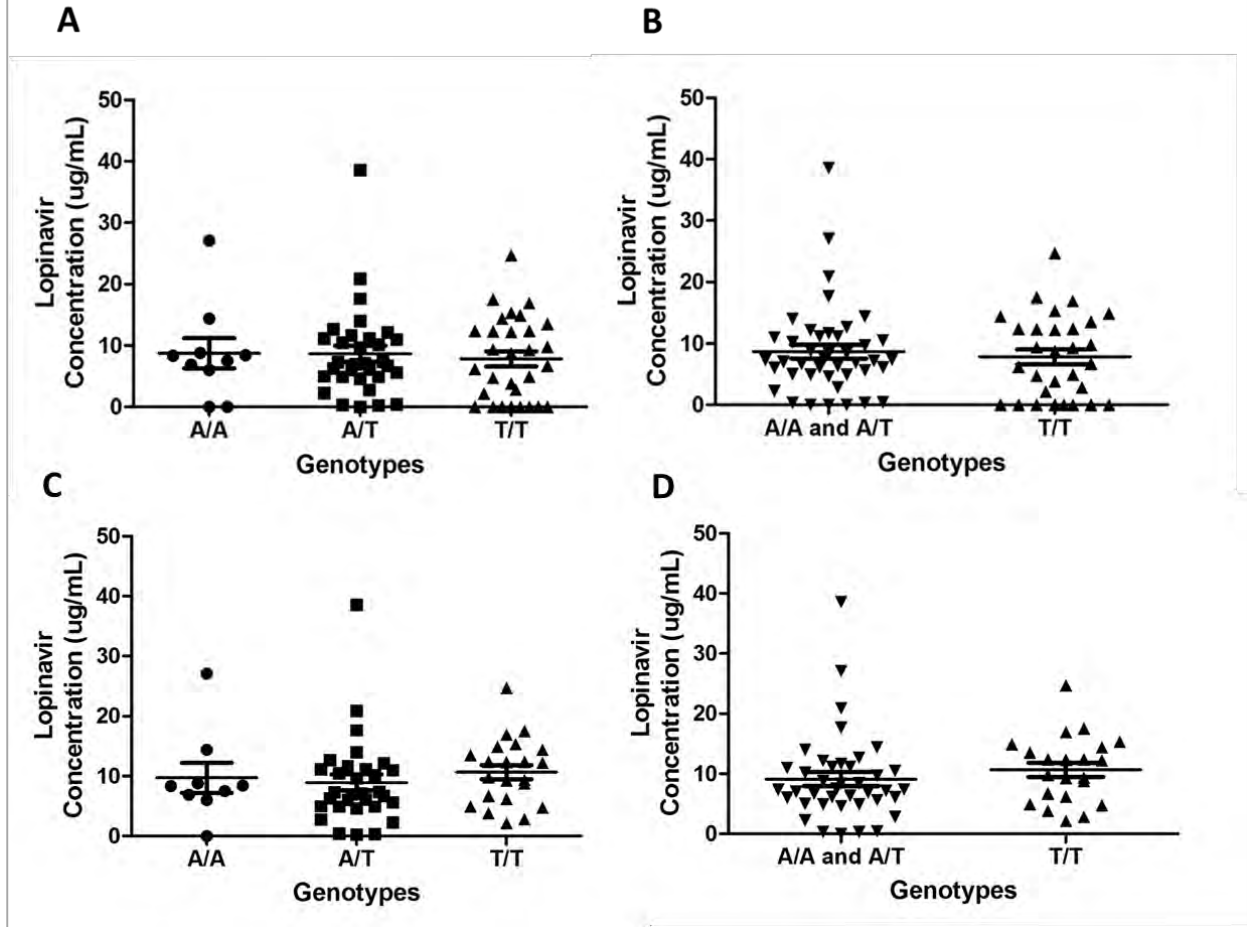 A
50
40
30
20
10
0
Lopinavir
Concentration (ug/mL)
A/A A/T T/T
Genotypes
B
50
40
30
20
10
0
Lopinavir
Concentration (ug/mL)
A/A and A/T T/T
Genotypes
C
50
40
30
20
10
0
Lopinavir
Concentration (ug/mL)
A/A A/T T/T
Genotypes
D
50
40
30
20
10
0
Lopinavir
Concentration (ug/mL)
A/A and A/T T/T
Genotypes